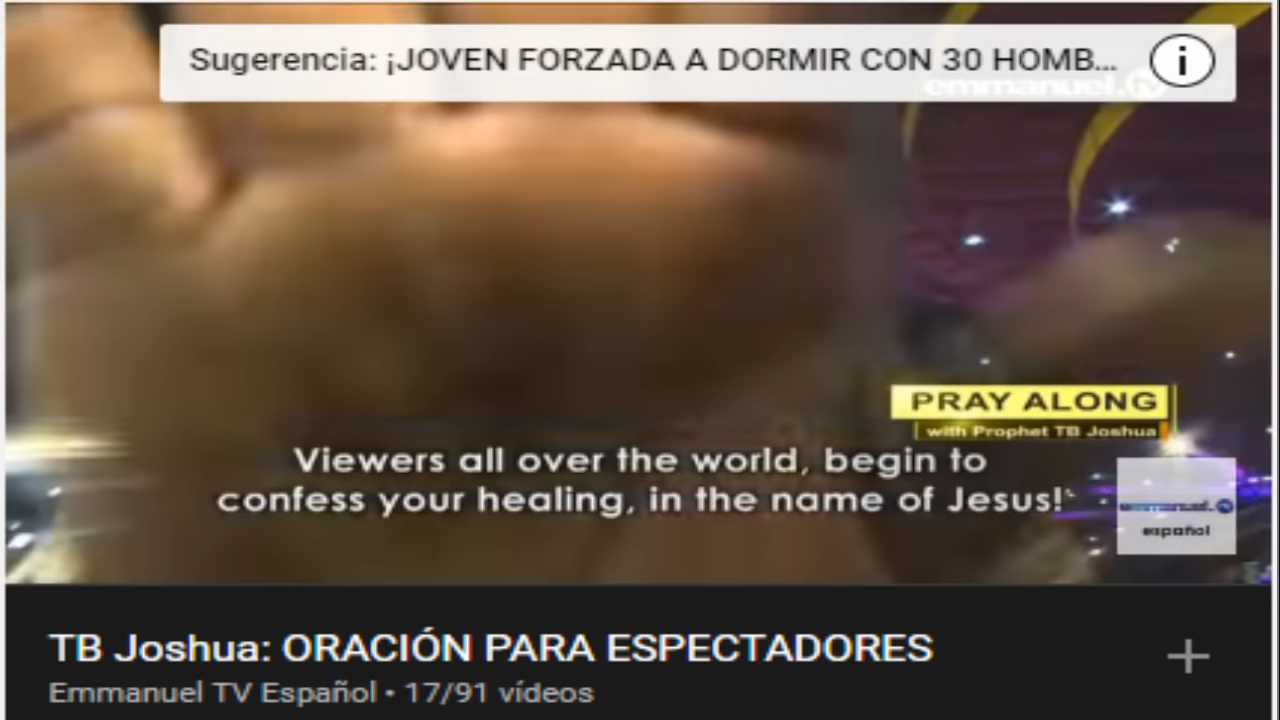 Sugerencia: ¡JOVEN FORZADA A DORMIR CON 30 HOMB...
emmanuel.tv
PRAY ALONG
with Prophet TB Joshua
Viewers all over the world, begin to
confess your healing, in the name of Jesus!
emmanuel.tv
español
TB Joshua: ORACIÓN PARA ESPECTADORES
Emmanuel TV Español • 17/91 vídeos